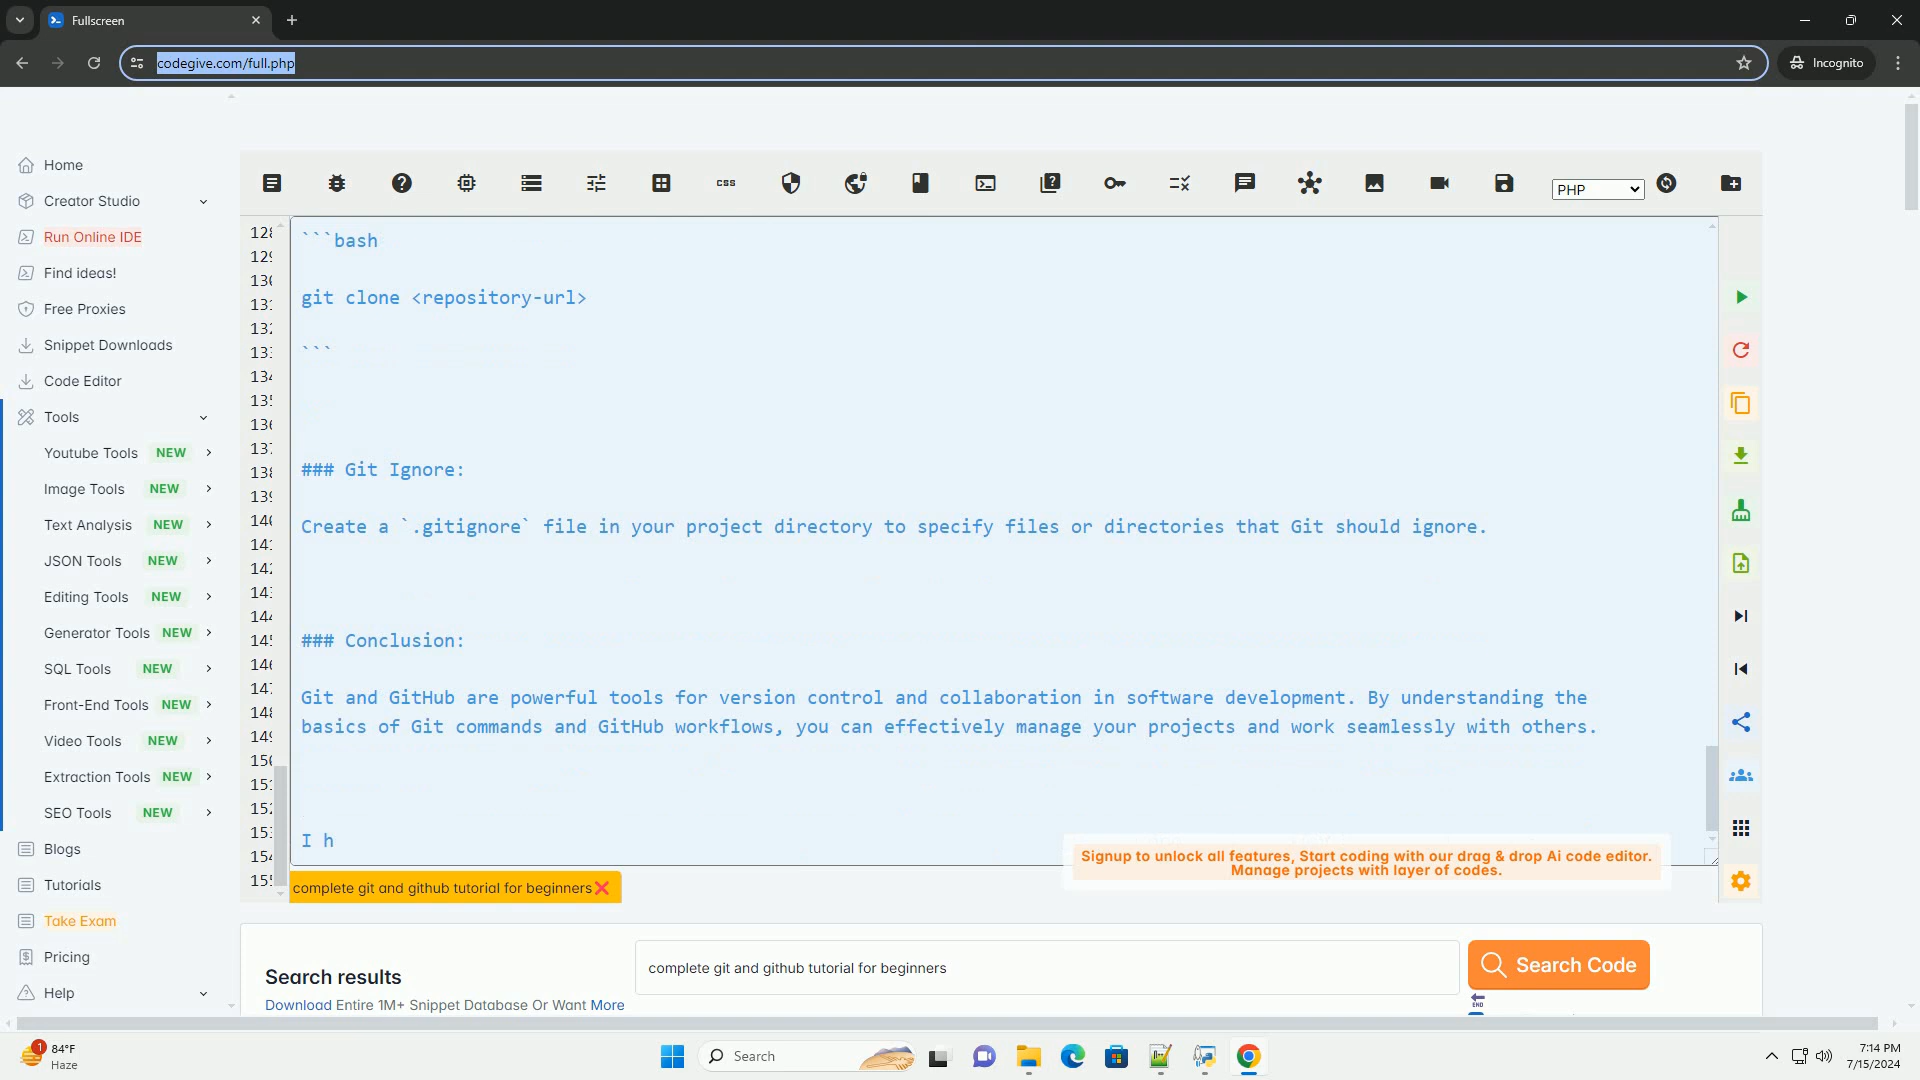 Fullscreen
codegive.com/full.php
Incognito
Home
Creator Studio
Run Online IDE
Find ideas!
Free Proxies
Snippet Downloads
Code Editor
Tools
Youtube Tools NEW
Image Tools NEW
Text Analysis NEW
JSON Tools NEW
Editing Tools NEW
Generator Tools NEW
SQL Tools NEW
Front-End Tools NEW
Video Tools NEW
Extraction Tools NEW
SEO Tools NEW
Blogs
Tutorials
Take Exam
Pricing
Help
CSS
PHP
```bash
git clone <repository-url>
```
### Git Ignore:
Create a `.gitignore` file in your project directory to specify files or directories that Git should ignore.
### Conclusion:
Git and GitHub are powerful tools for version control and collaboration in software development. By understanding the
basics of Git commands and GitHub workflows, you can effectively manage your projects and work seamlessly with others.
I h
Signup to unlock all features, Start coding with our drag & drop Ai code editor.
Manage projects with layer of codes.
complete git and github tutorial for beginners
Search results
Download Entire 1M+ Snippet Database Or Want More
complete git and github tutorial for beginners
Search Code
END
1
84°F
Haze
Search
7:14 PM
7/15/2024